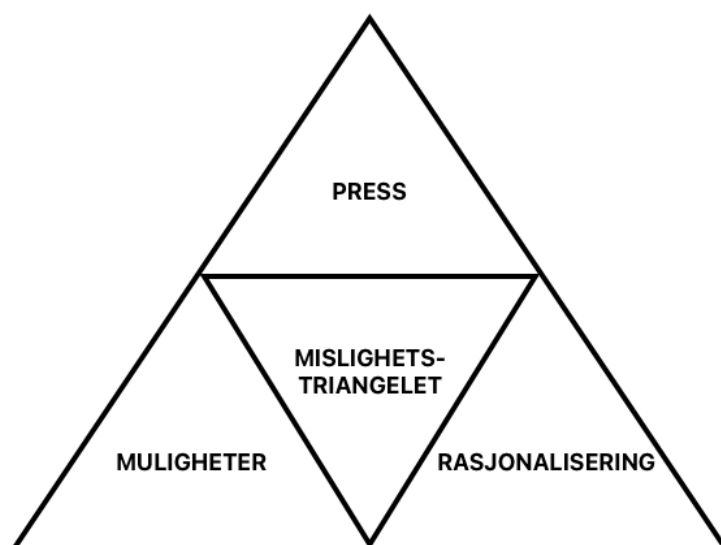 PRESS
MISLIGHETS-
TRIANGELET
MULIGHETER
RASJONALISERING